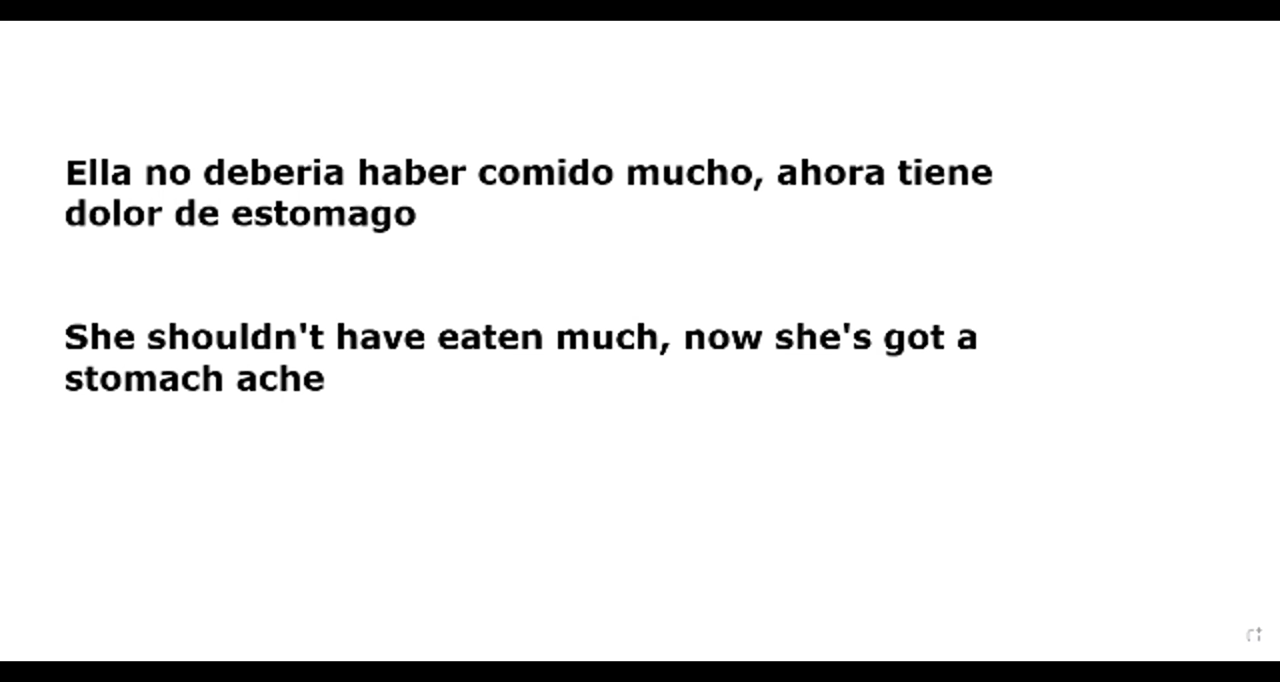 Ella no deberia haber comido mucho, ahora tiene
dolor de estomago
She shouldn't have eaten much, now she's got a
stomach ache